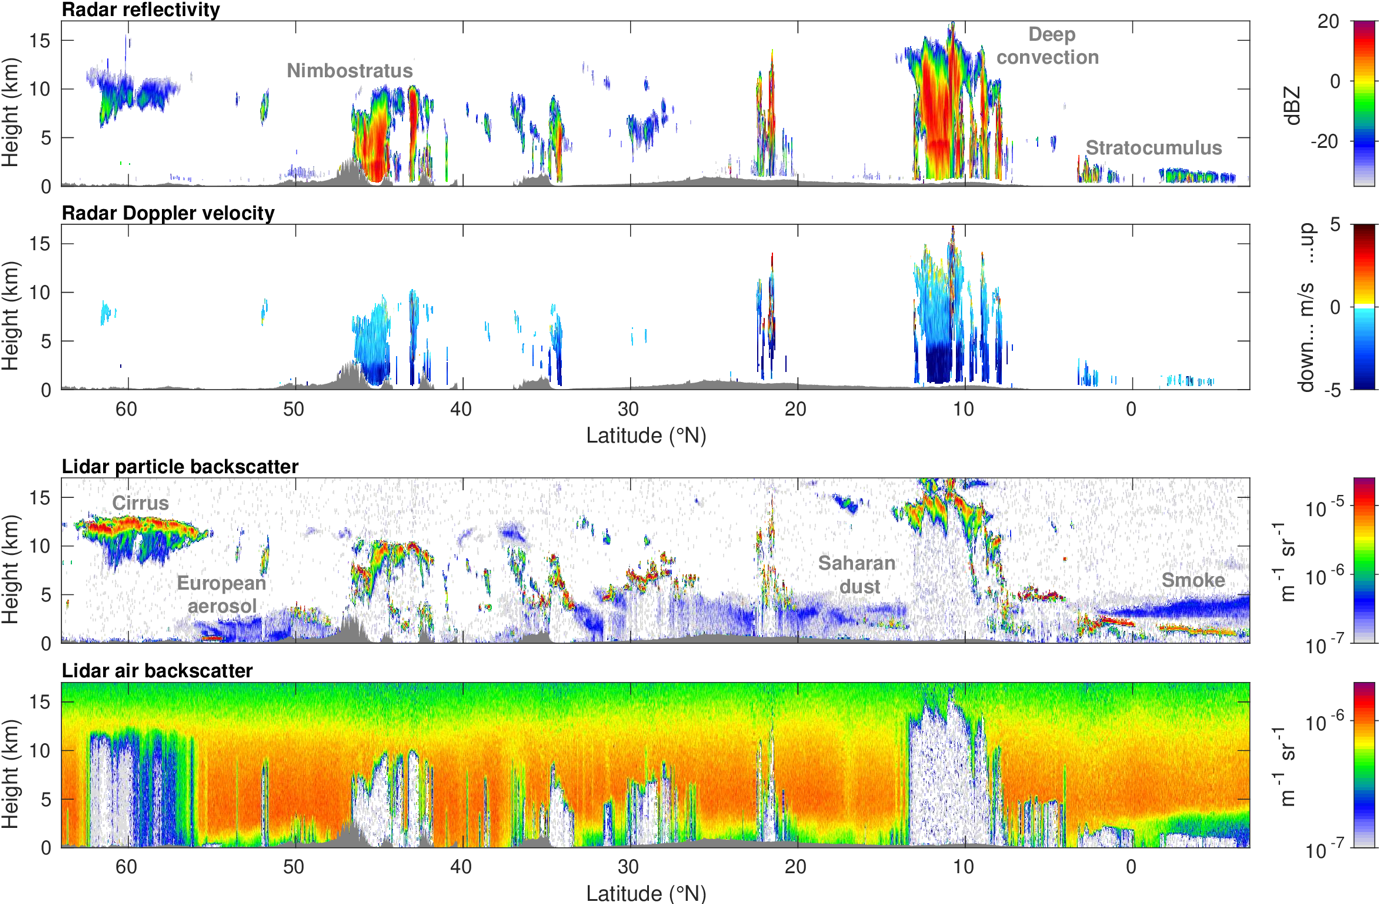 Radar reflectivity
15
10
5
0
Height (km)
Nimbostratus
Deep
convection
Stratocumulus
20
0
-20
dBZ
Radar Doppler velocity
15
10
5
0
Height (km)
60 50 40 30 20 10 0
Latitude (°N)
5
0
-5
down... m/s ...up
Lidar particle backscatter
15
10
5
0
Height (km)
Cirrus
European
aerosol
Saharan
dust
Smoke
10-5
10-6
10-7
m-1 sr-1
Lidar air backscatter
15
10
5
0
Height (km)
60 50 40 30 20 10 0
Latitude (°N)
10-6
10-7
m-1 sr-1